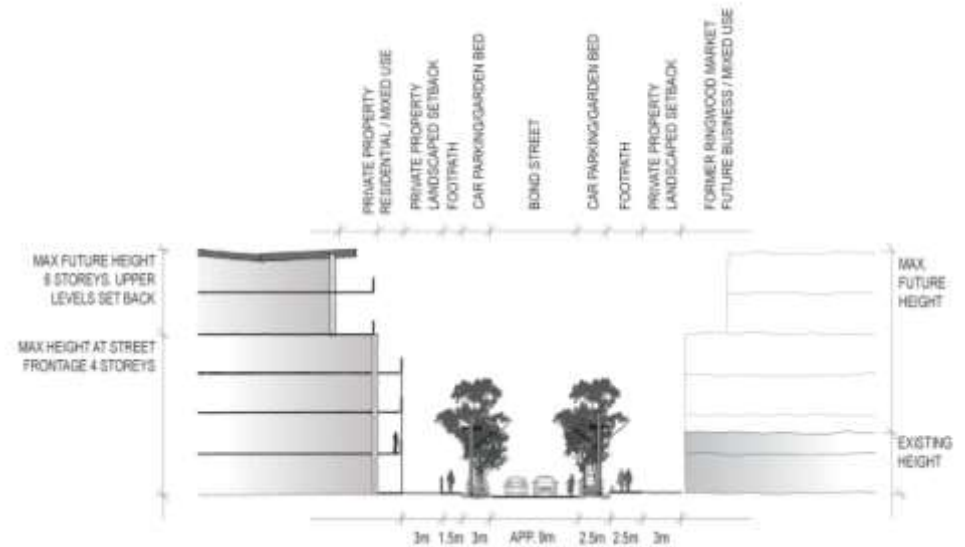 PRIVATE PROPERTY
RESIDENTIAL / MIXED USE
PRIVATE PROPERTY
LANDSCAPED SETBACK
FOOTPATH
CAR PARKING/GARDEN BED
BOND STREET
CAR PARKING/GARDEN BED
FOOTPATH
PRIVATE PROPERTY
LANDSCAPED SETBACK
FORMER RINGWOOD MARKET
FUTURE BUSINESS / MIXED USE
MAX FUTURE HEIGHT
6 STOREYS. UPPER
LEVELS SET BACK
MAX HEIGHT AT STREET
FRONTAGE 4 STOREYS
MAX.
FUTURE
HEIGHT
EXISTING
HEIGHT
3m 1.5m 3m APP. 9m 2.5m 2.5m 3m